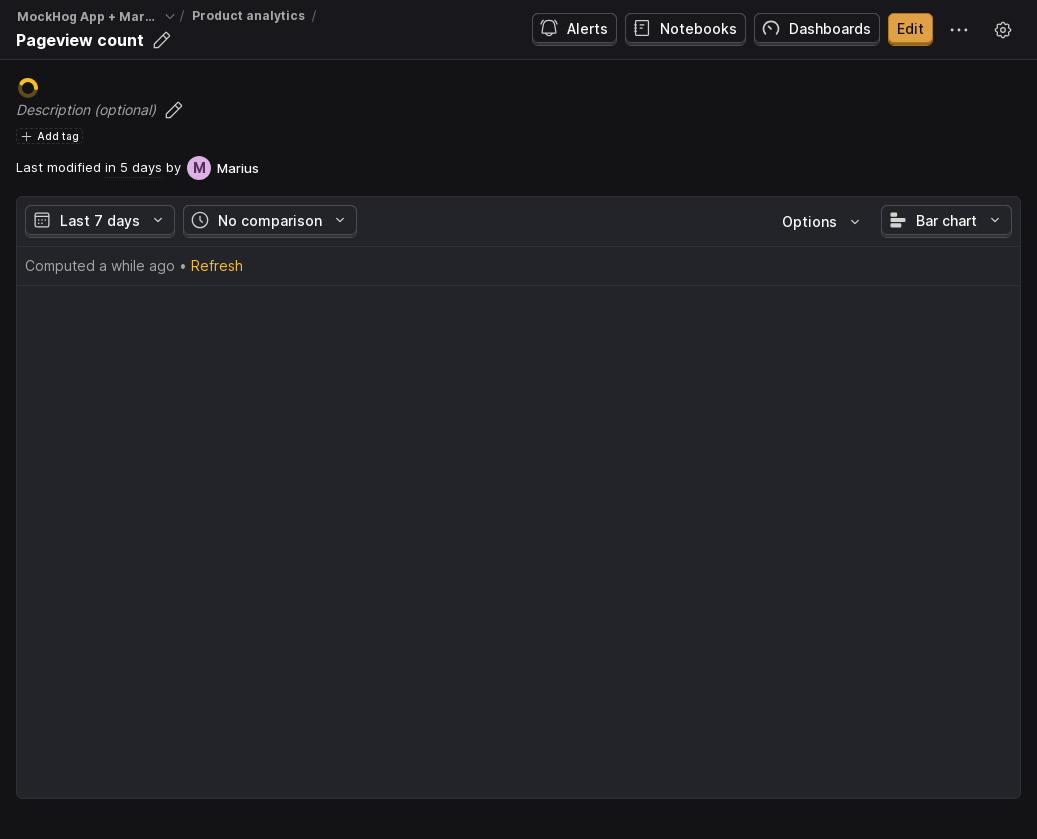 MockHog App + Mar... / Product analytics /
Pageview count
Alerts Notebooks Dashboards Edit
Description (optional)
Add tag
Last modified in 5 days by M Marius
Last 7 days No comparison Options Bar chart
Computed a while ago • Refresh